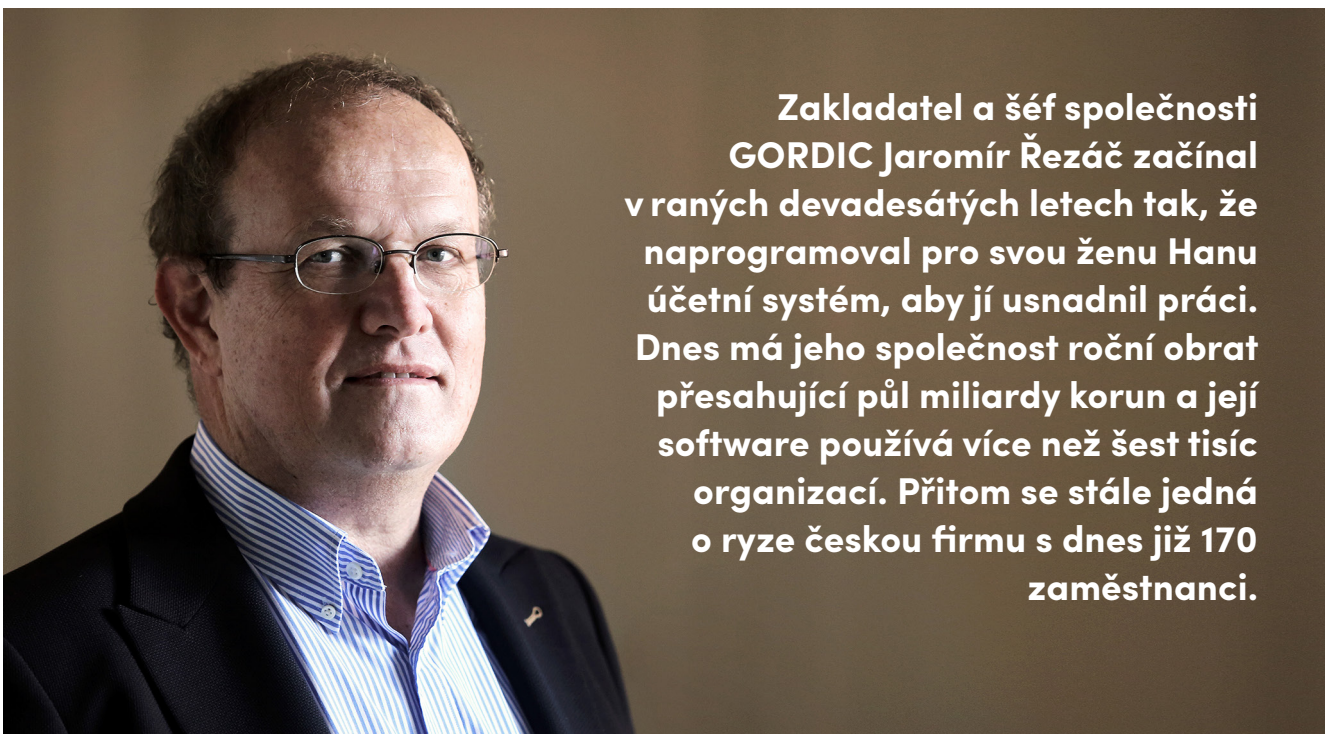 Zakladatel a šéf společnosti
GORDIC Jaromír Řezáč začínal
v raných devadesátých letech tak, že
naprogramoval pro svou ženu Hanu
účetní systém, aby jí usnadnil práci.
Dnes má jeho společnost roční obrat
přesahující půl miliardy korun a její
software používá více než šest tisíc
organizací. Přitom se stále jedná
o ryze českou firmu s dnes již 170
zaměstnanci.